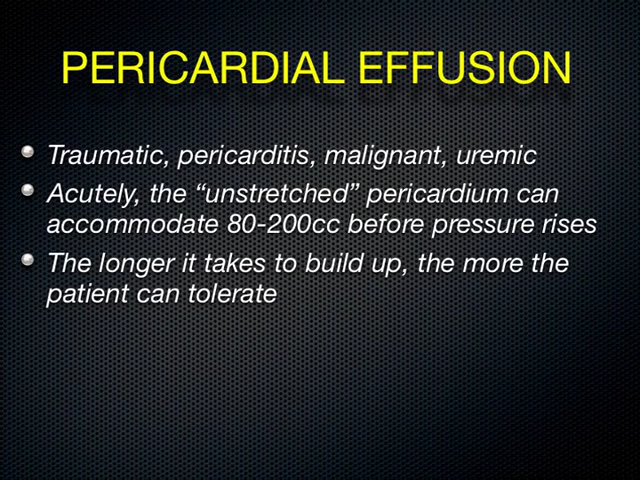 PERICARDIAL EFFUSION
Traumatic, pericarditis, malignant, uremic
Acutely, the “unstretched” pericardium can
accommodate 80-200cc before pressure rises
The longer it takes to build up, the more the
patient can tolerate